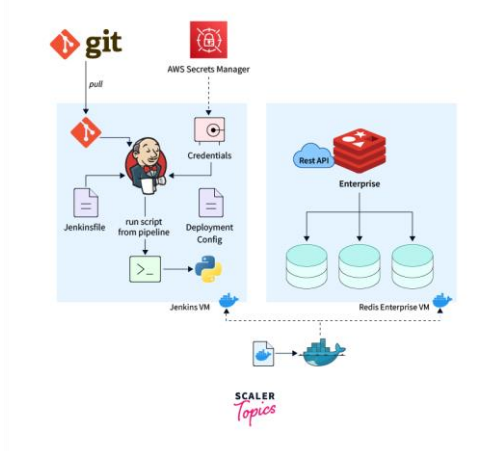 git
AWS Secrets Manager
pull
Credentials
Rest API
Enterprise
Jenkinsfile
run script
from pipeline
Deployment
Config
>_
Jenkins VM
Redis Enterprise VM
SCALER
Topics